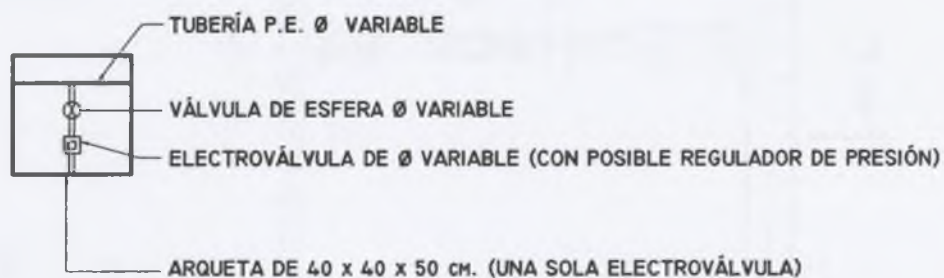 TUBERÍA P.E. Ø VARIABLE
VÁLVULA DE ESFERA Ø VARIABLE
ELECTROVÁLVULA DE Ø VARIABLE (CON POSIBLE REGULADOR DE PRESIÓN)
ARQUETA DE 40 x 40 x 50 CM. (UNA SOLA ELECTROVÁLVULA)